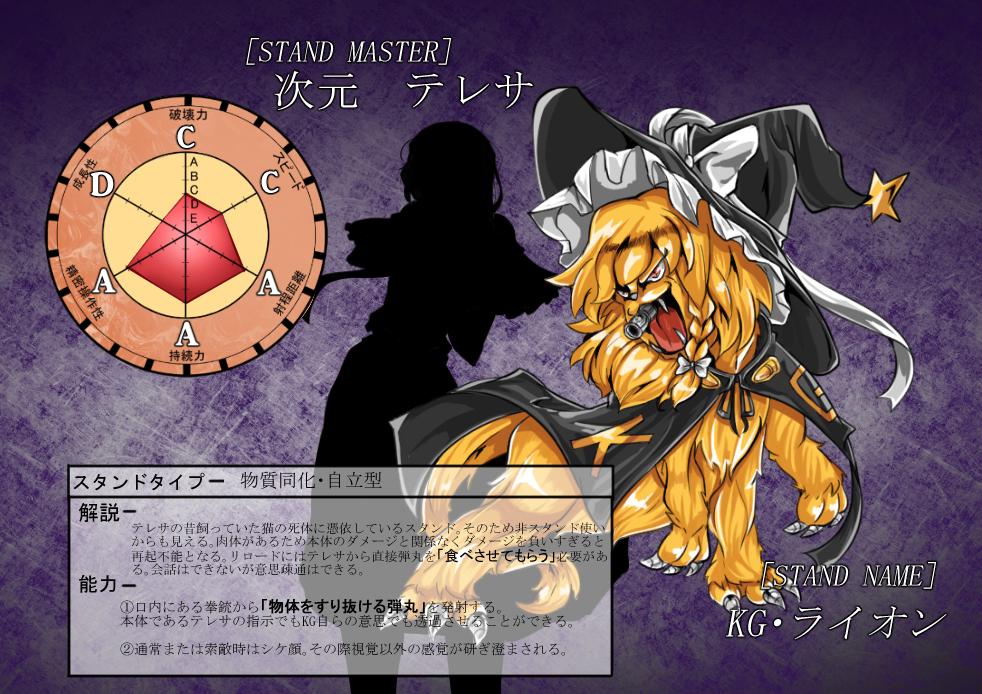 [STAND MASTER]
次元　テレサ
破壊力
C
スピード
C
射程距離
A
持続力
A
精密操作性
A
成長性
D
A
B
C
D
E
スタンドタイプー　物質同化・自立型
解説ー
テレサの昔飼っていた猫の死体に憑依しているスタンド。そのため非スタンド使い
からも見える。肉体があるため本体のダメージと関係なくダメージを負いすぎると
再起不能となる。リロードにはテレサから直接弾丸を「食べさせてもらう」必要があ
る。会話はできないが意思疎通はできる。
能力ー
①口内にある拳銃から「物体をすり抜ける弾丸」を発射する。
本体であるテレサの指示でもKG自らの意思でも透過させることができる。
②通常または索敵時はシケ顔。その際視覚以外の感覚が研ぎ澄まされる。
K
[STAND NAME]
KG・ライオン